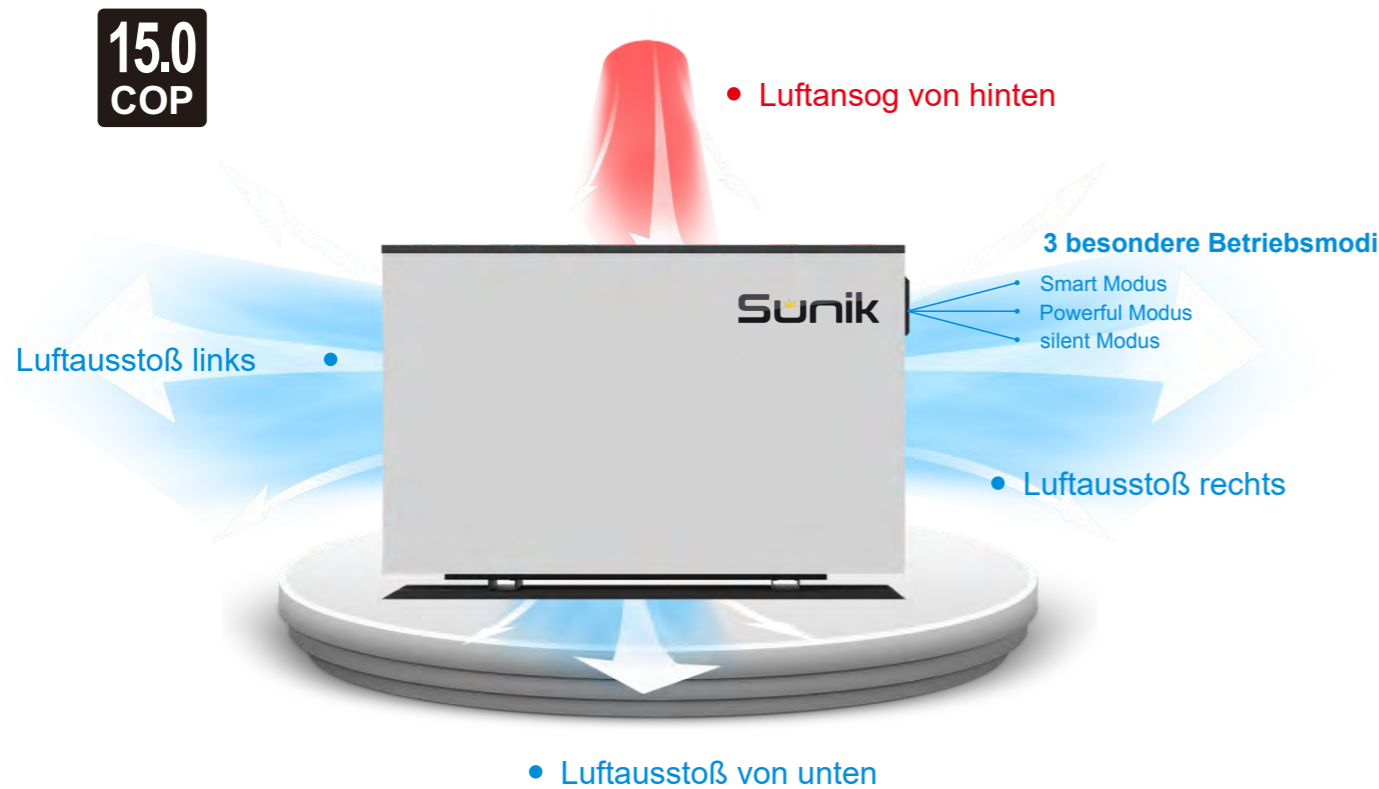 15.0
COP
Luftansog von hinten
3 besondere Betriebsmodi
Smart Modus
Powerful Modus
silent Modus
Sunik
Luftausstoß links
Luftausstoß rechts
Luftausstoß von unten